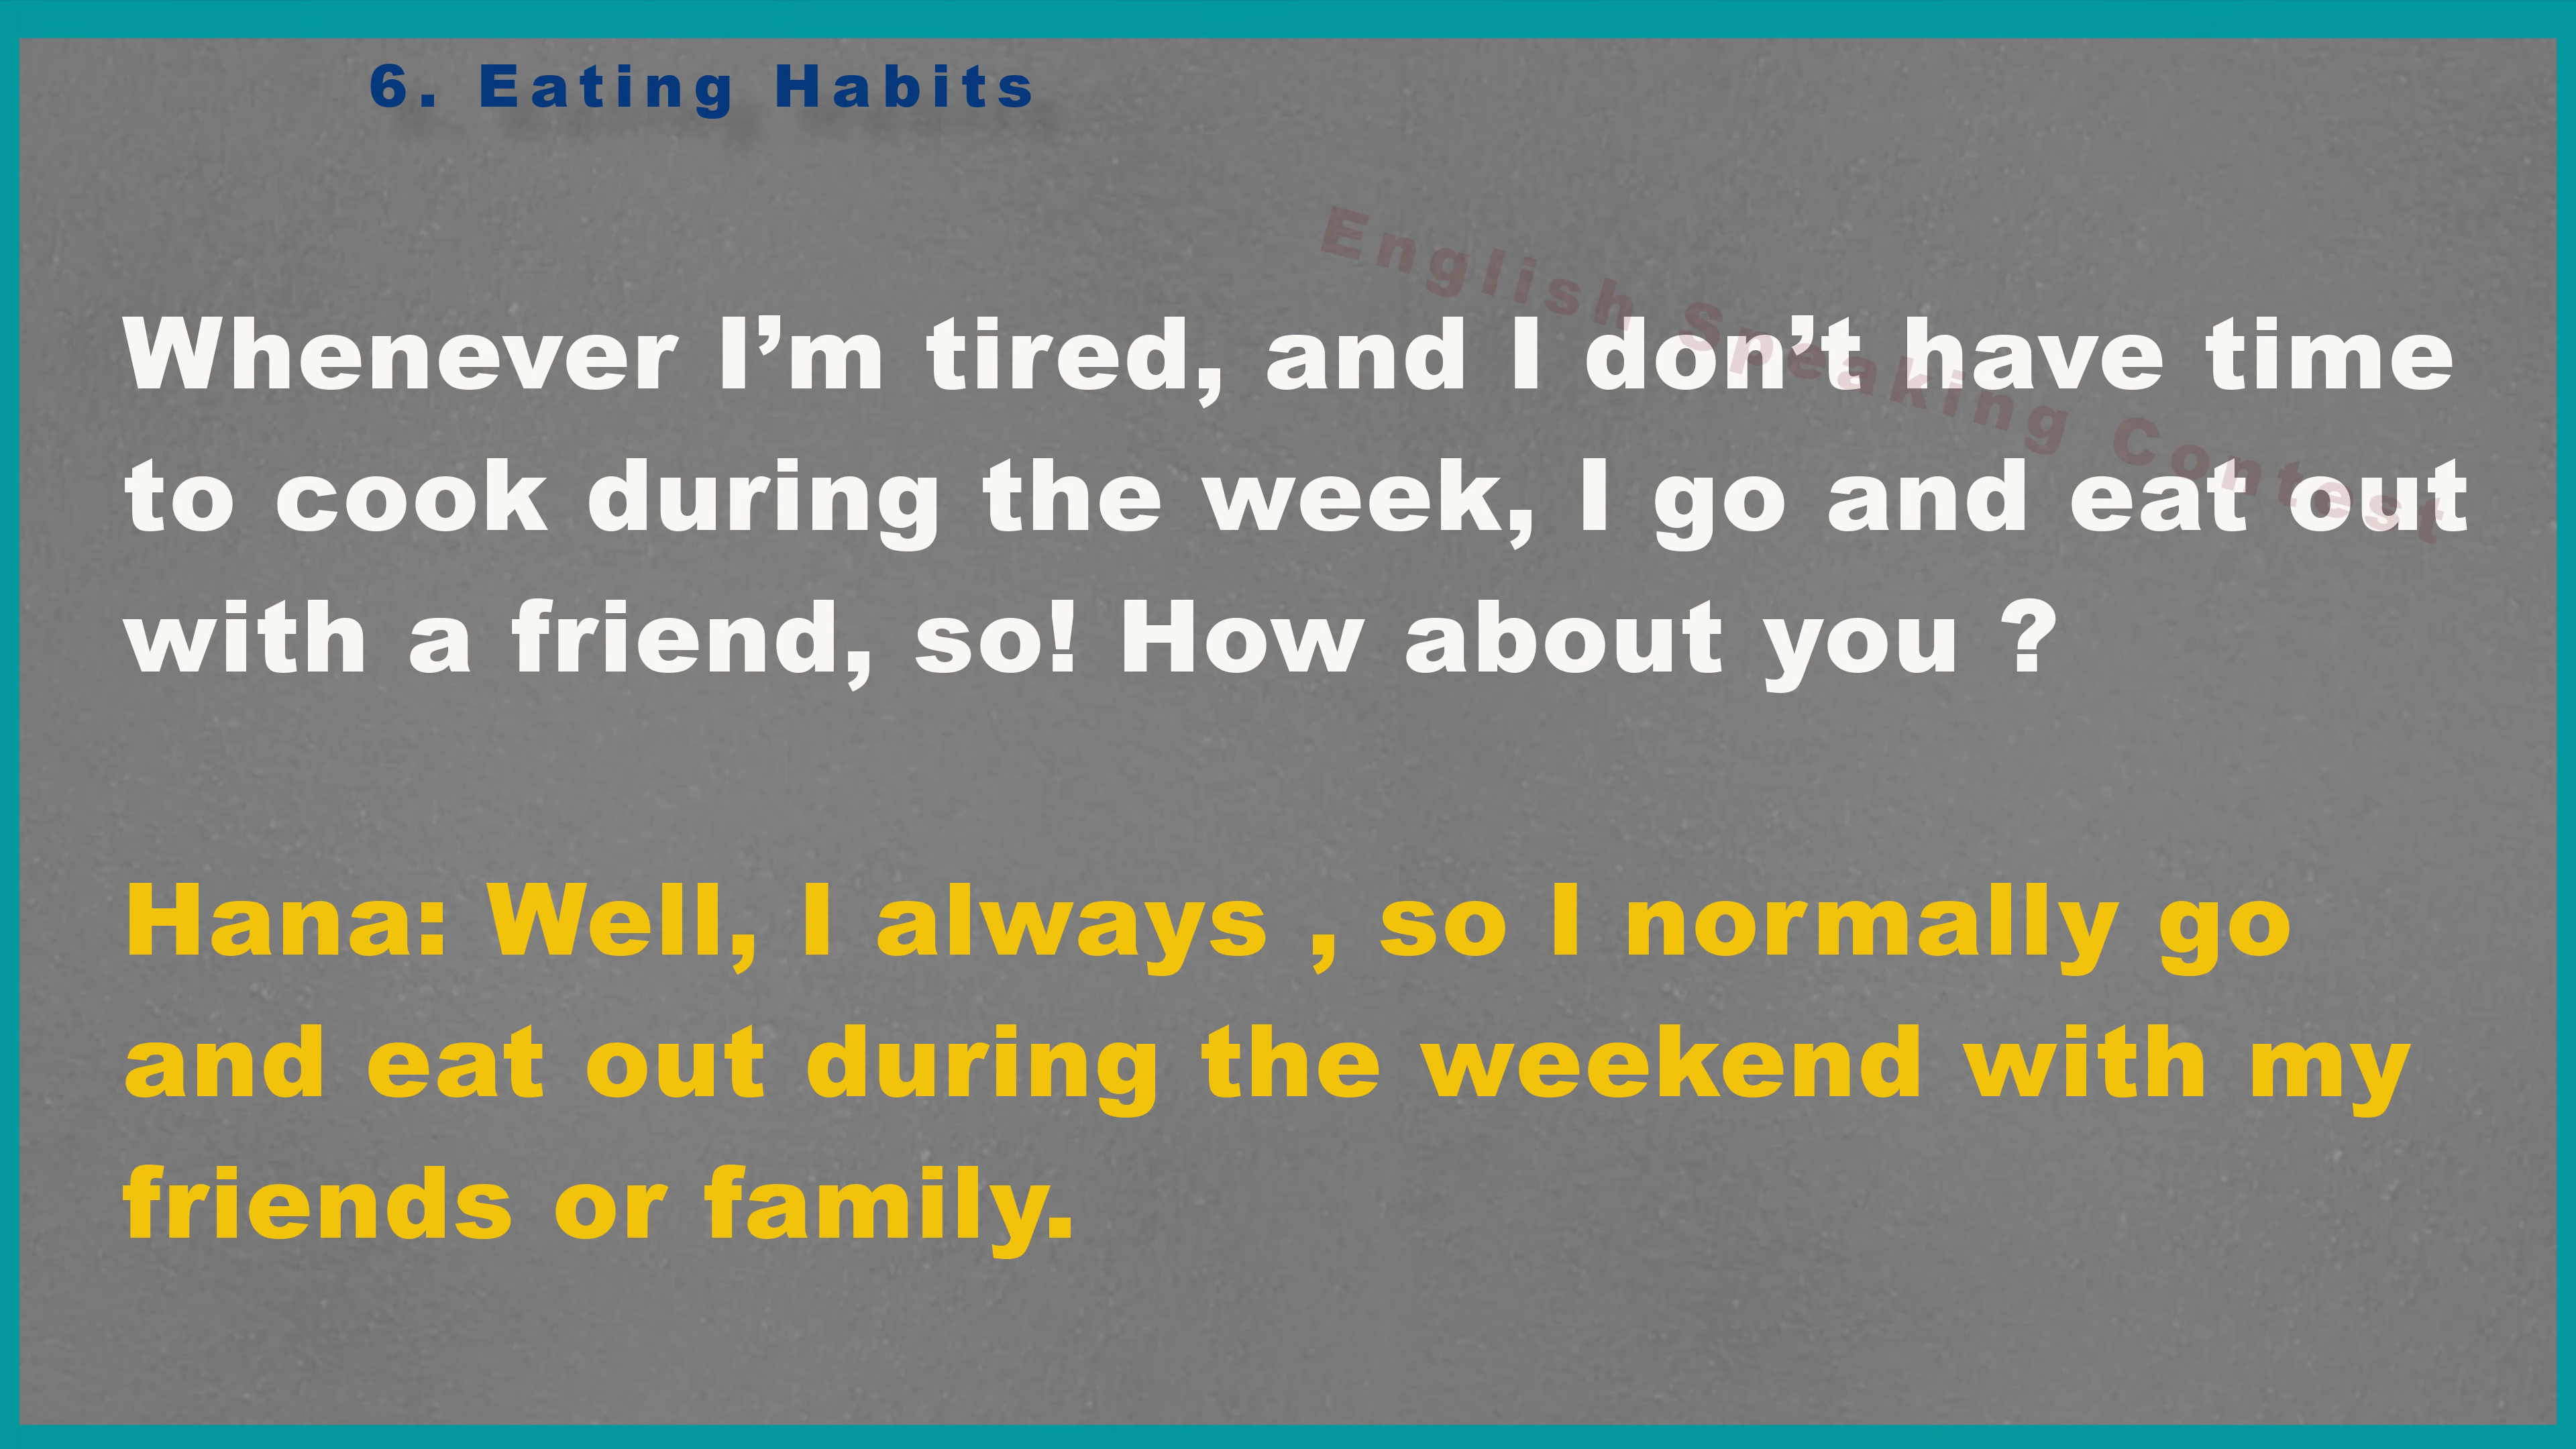 6. Eating Habits
English Speaking Contest
Whenever I’m tired, and I don’t have time
to cook during the week, I go and eat out
with a friend, so! How about you ?
Hana: Well, I always , so I normally go
and eat out during the weekend with my
friends or family.